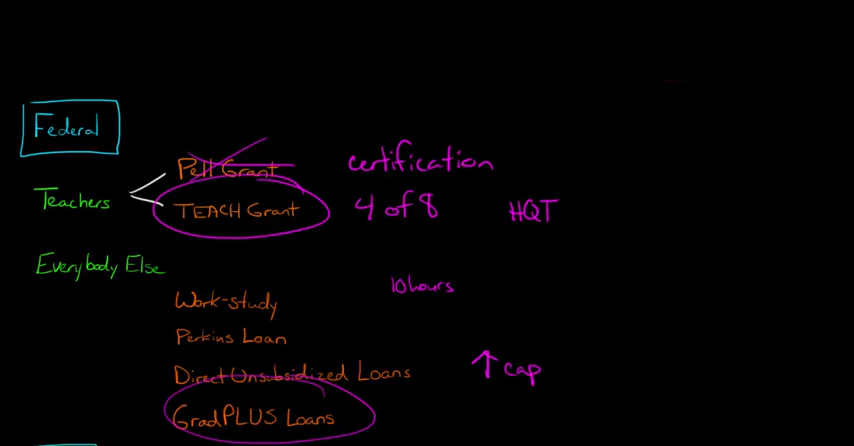 Federal
Pell Grant
certification
Teachers
TEACH Grant
4 of 8
HQT
Everybody Else
10 hours
Work-study
Perkins Loan
Direct Unsubsidized Loans
↑ cap
GradPLUS Loans